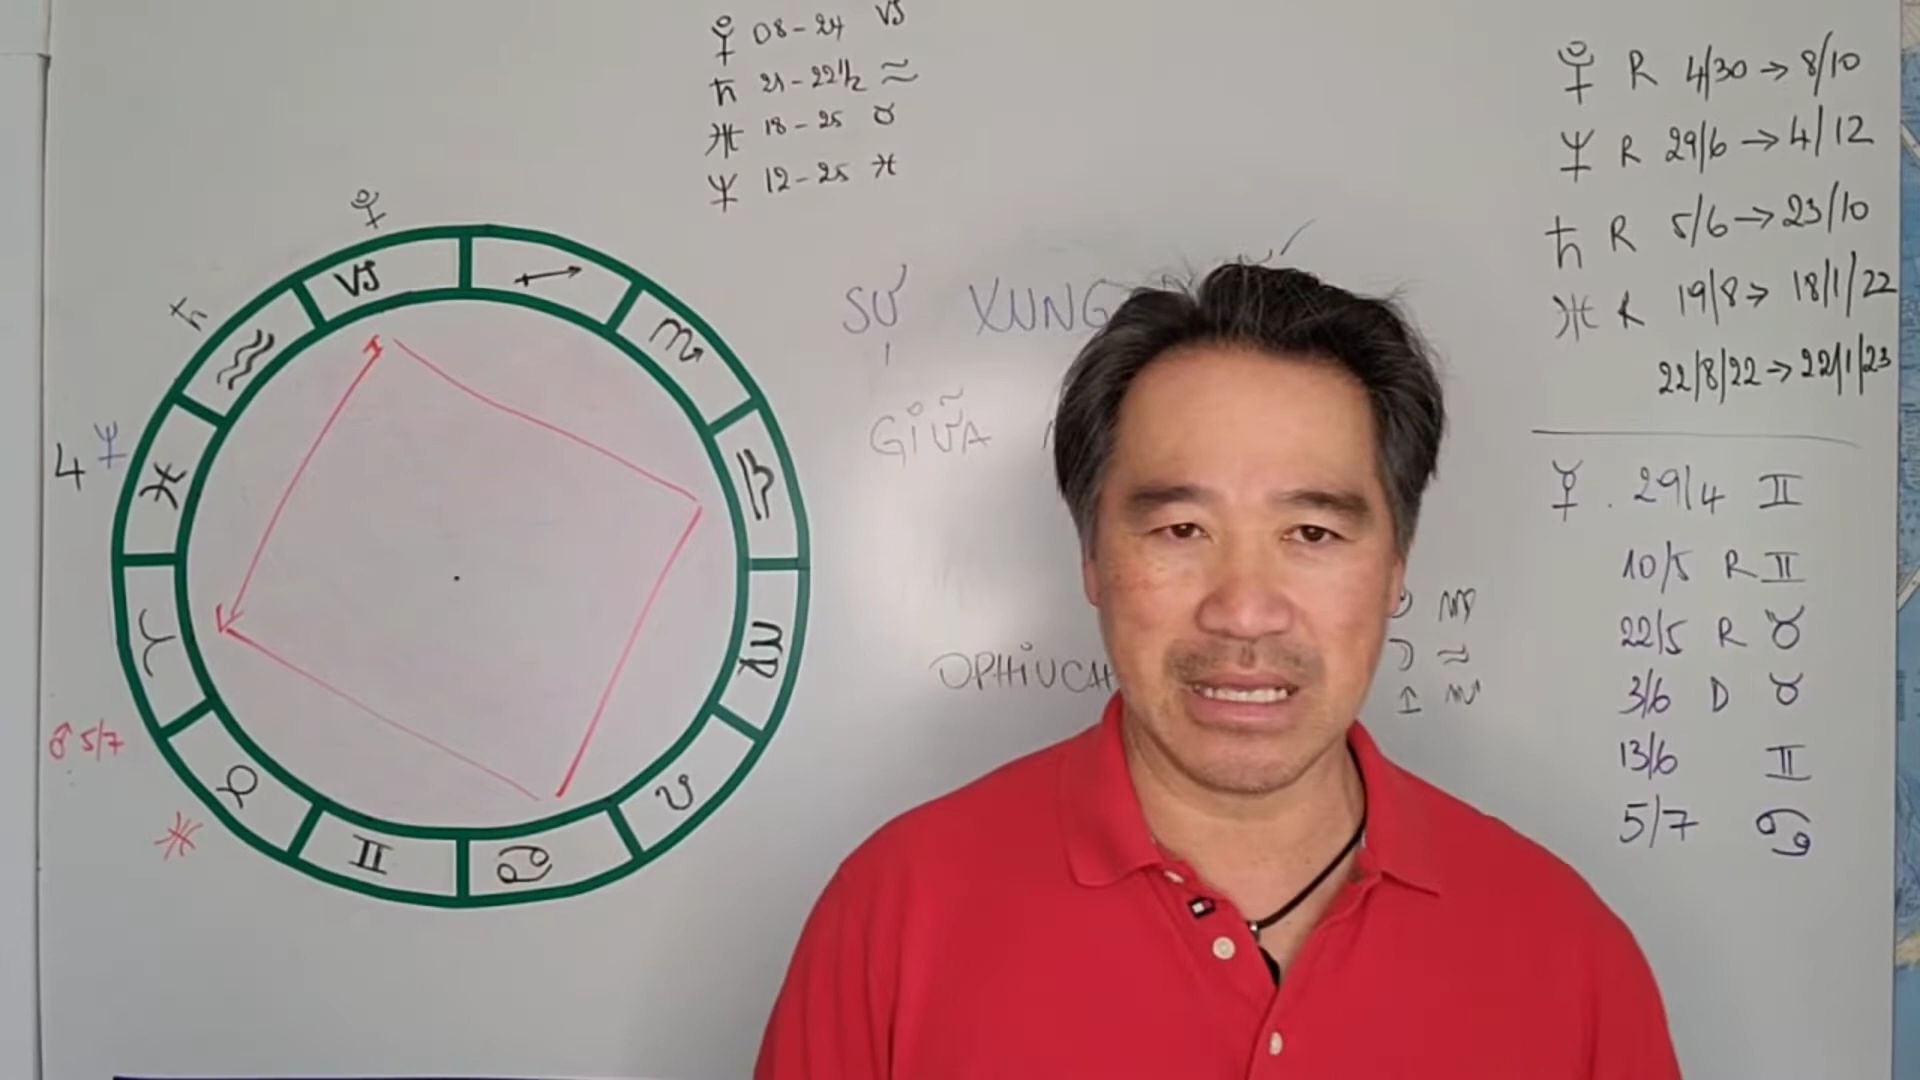 ♇ 08-24 ♑
♄ 21-22 1/2 ♒
♅ 18-25 ♉
♆ 12-25 ♓
♇ R 4/30 → 8/10
♆ R 29/6 → 4/12
♄ R 5/6 → 23/10
♅ R 19/8 → 18/1/22
22/8/22 → 22/1/23
♇
♄
4 ♆
♂ 5/7
♅
♑
♐
♒
♏
♓
♎
♈
♍
♉
♌
♊
♋
SỰ XUNG
GIỮA
OPHIUCH
♍
♒
☿ . 29/4 ♊
10/5 R ♊
22/5 R ♉
3/6 D ♉
13/6 ♊
5/7 ♋